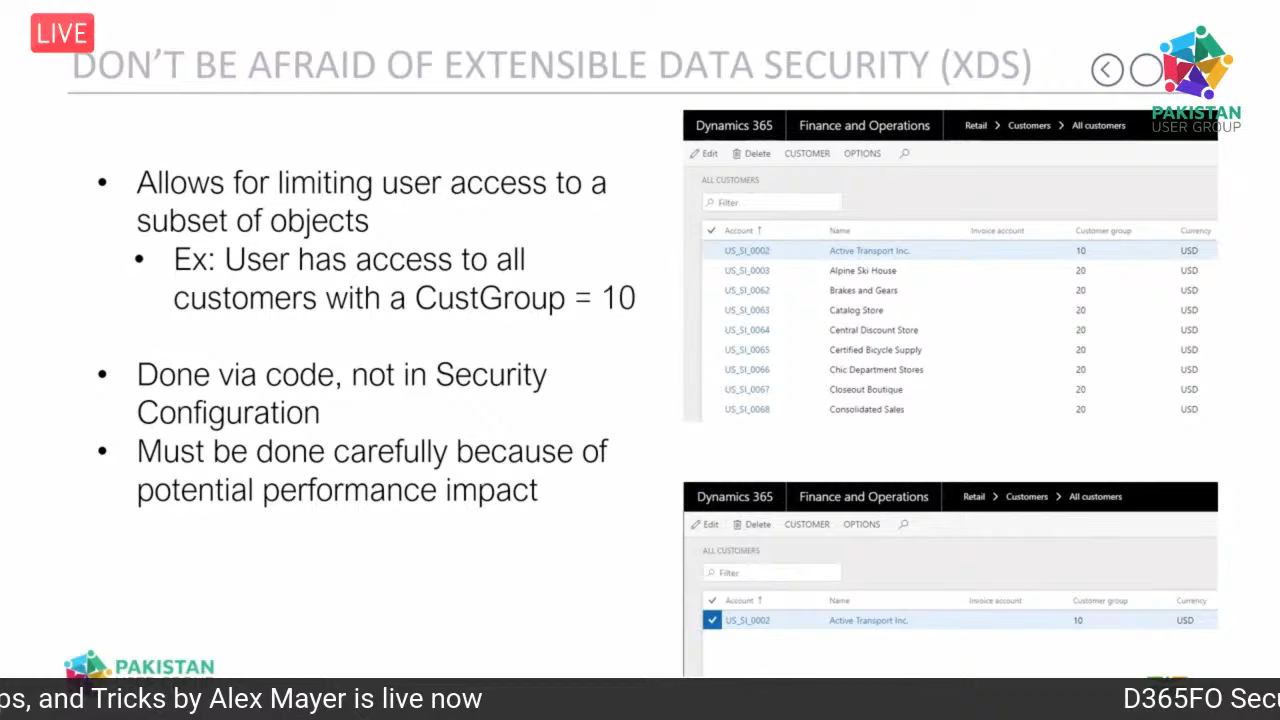 LIVE
DON'T BE AFRAID OF EXTENSIBLE DATA SECURITY (XDS)
PAKISTAN
USER GROUP
• Allows for limiting user access to a
subset of objects
• Ex: User has access to all
customers with a CustGroup = 10
• Done via code, not in Security
Configuration
• Must be done carefully because of
potential performance impact
Dynamics 365 Finance and Operations Retail > Customers > All customers
Edit Delete CUSTOMER OPTIONS
ALL CUSTOMERS
Filter
Account ↑ Name Invoice account Customer group Currency
US_SI_0002 Active Transport Inc. 10 USD
US_SI_0003 Alpine Ski House 20 USD
US_SI_0062 Brakes and Gears 20 USD
US_SI_0063 Catalog Store 20 USD
US_SI_0064 Central Discount Store 20 USD
US_SI_0065 Certified Bicycle Supply 20 USD
US_SI_0066 Chic Department Stores 20 USD
US_SI_0067 Closeout Boutique 20 USD
US_SI_0068 Consolidated Sales 20 USD
Dynamics 365 Finance and Operations Retail > Customers > All customers
Edit Delete CUSTOMER OPTIONS
ALL CUSTOMERS
Filter
Account ↑ Name Invoice account Customer group Currency
US_SI_0002 Active Transport Inc. 10 USD
PAKISTAN
ps, and Tricks by Alex Mayer is live now D365FO Secu